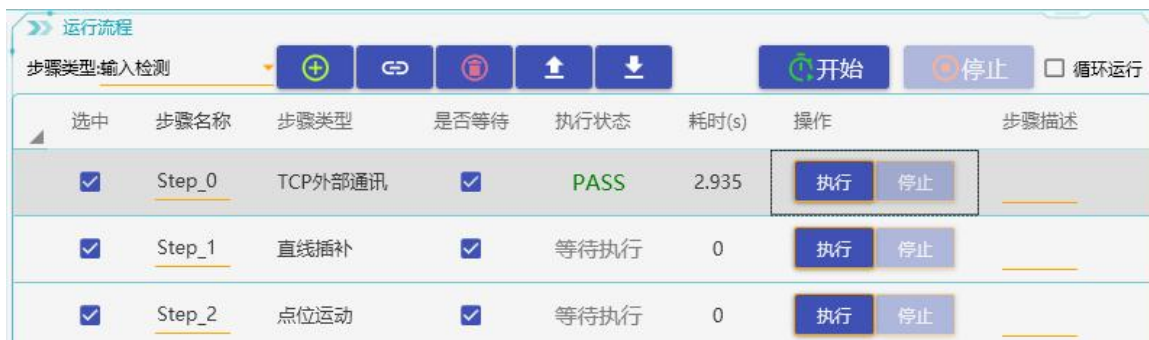 运行流程
步骤类型:输入检测 开始 停止 循环运行
选中 步骤名称 步骤类型 是否等待 执行状态 耗时(s) 操作 步骤描述
Step_0 TCP外部通讯 PASS 2.935 执行 停止
Step_1 直线插补 等待执行 0 执行 停止
Step_2 点位运动 等待执行 0 执行 停止